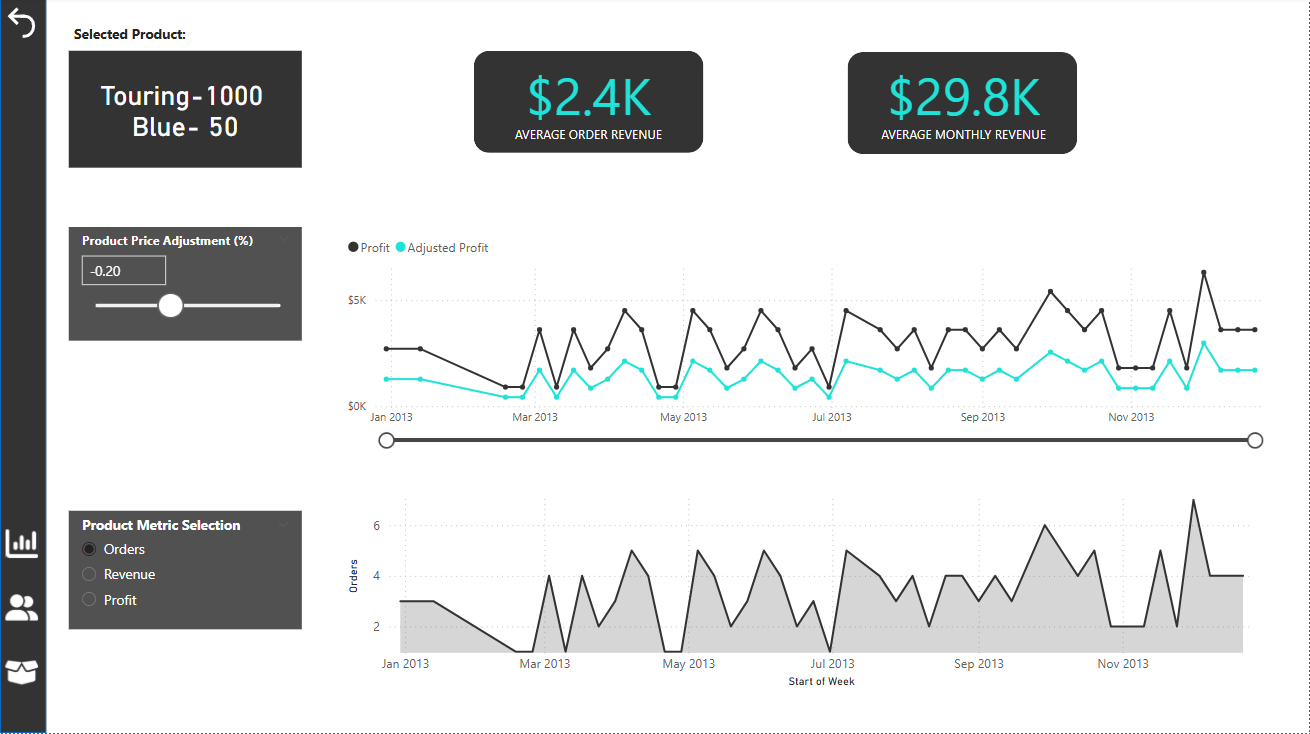 Selected Product:
Touring-1000
Blue- 50
$2.4K
AVERAGE ORDER REVENUE
$29.8K
AVERAGE MONTHLY REVENUE
Product Price Adjustment (%)
-0.20
Profit Adjusted Profit
$5K
$0K
Jan 2013 Mar 2013 May 2013 Jul 2013 Sep 2013 Nov 2013
Product Metric Selection
Orders
Revenue
Profit
Orders
6
4
2
Jan 2013 Mar 2013 May 2013 Jul 2013 Sep 2013 Nov 2013
Start of Week